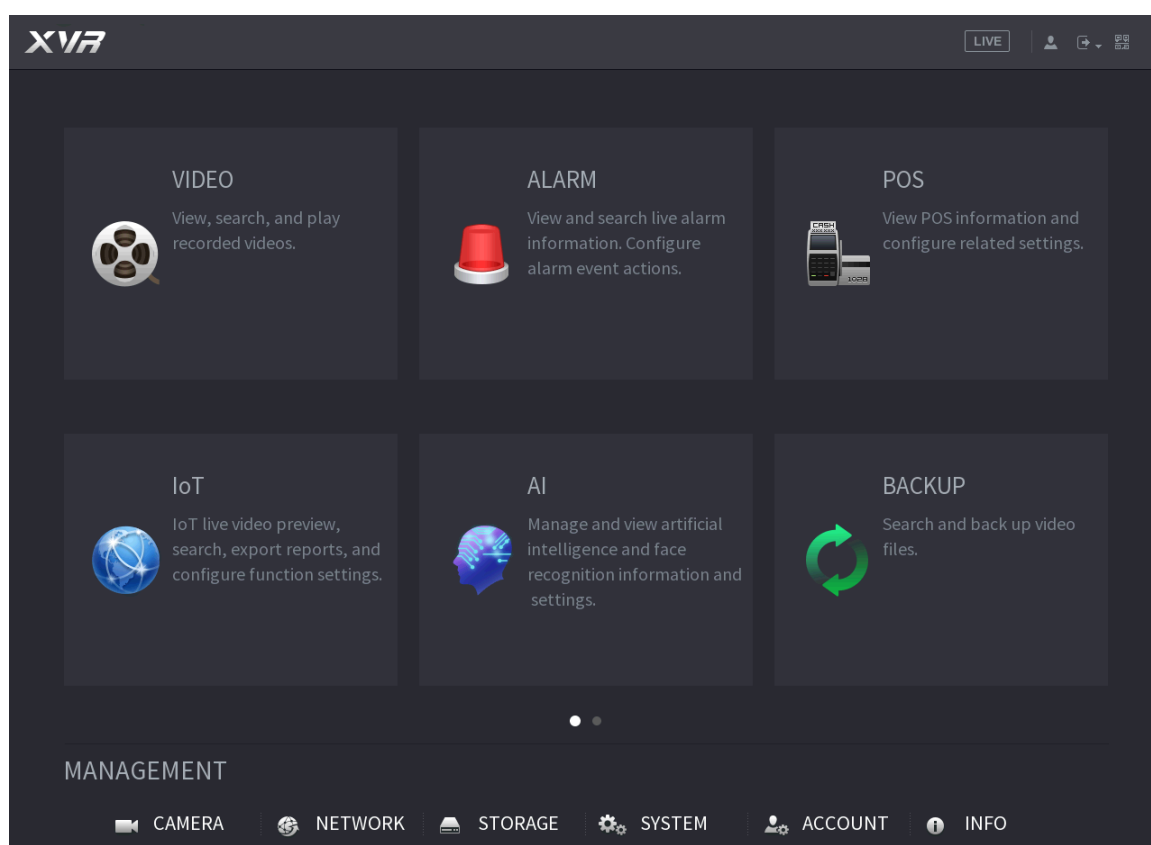 XVR
LIVE
VIDEO
View, search, and play
recorded videos.
ALARM
View and search live alarm
information. Configure
alarm event actions.
POS
View POS information and
configure related settings.
CASH
IoT
IoT live video preview,
search, export reports, and
configure function settings.
AI
Manage and view artificial
intelligence and face
recognition information and
settings.
BACKUP
Search and back up video
files.
MANAGEMENT
CAMERA
NETWORK
STORAGE
SYSTEM
ACCOUNT
INFO